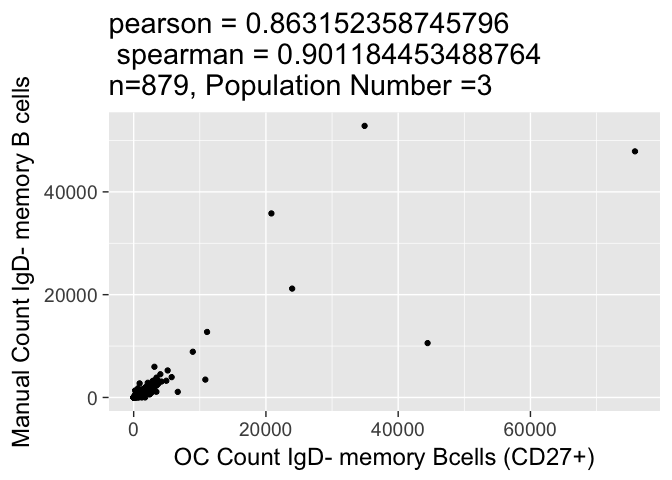 pearson = 0.863152358745796
spearman = 0.901184453488764
n=879, Population Number =3
Manual Count IgD- memory B cells
40000
20000
0
0 20000 40000 60000
OC Count IgD- memory Bcells (CD27+)